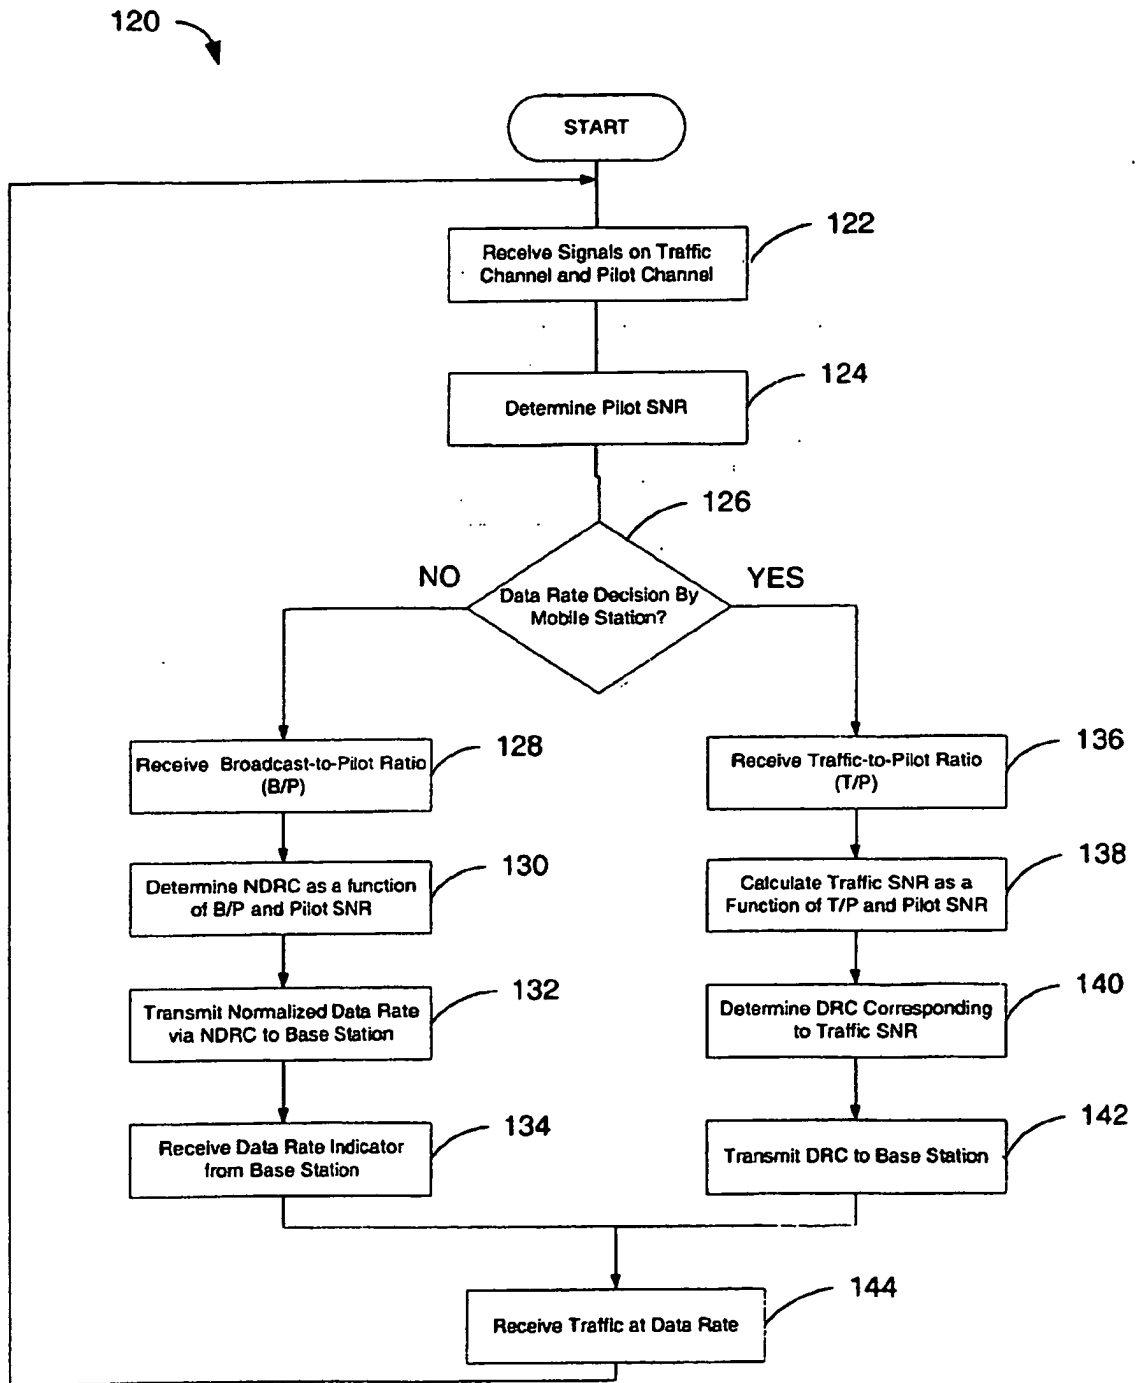 120
START
122
Receive Signals on Traffic
Channel and Pilot Channel
124
Determine Pilot SNR
126
NO
YES
Data Rate Decision By
Mobile Station?
128
Receive Broadcast-to-Pilot Ratio
(B/P)
136
Receive Traffic-to-Pilot Ratio
(T/P)
130
Determine NDRC as a function
of B/P and Pilot SNR
138
Calculate Traffic SNR as a
Function of T/P and Pilot SNR
132
Transmit Normalized Data Rate
via NDRC to Base Station
140
Determine DRC Corresponding
to Traffic SNR
134
Receive Data Rate Indicator
from Base Station
142
Transmit DRC to Base Station
144
Receive Traffic at Data Rate